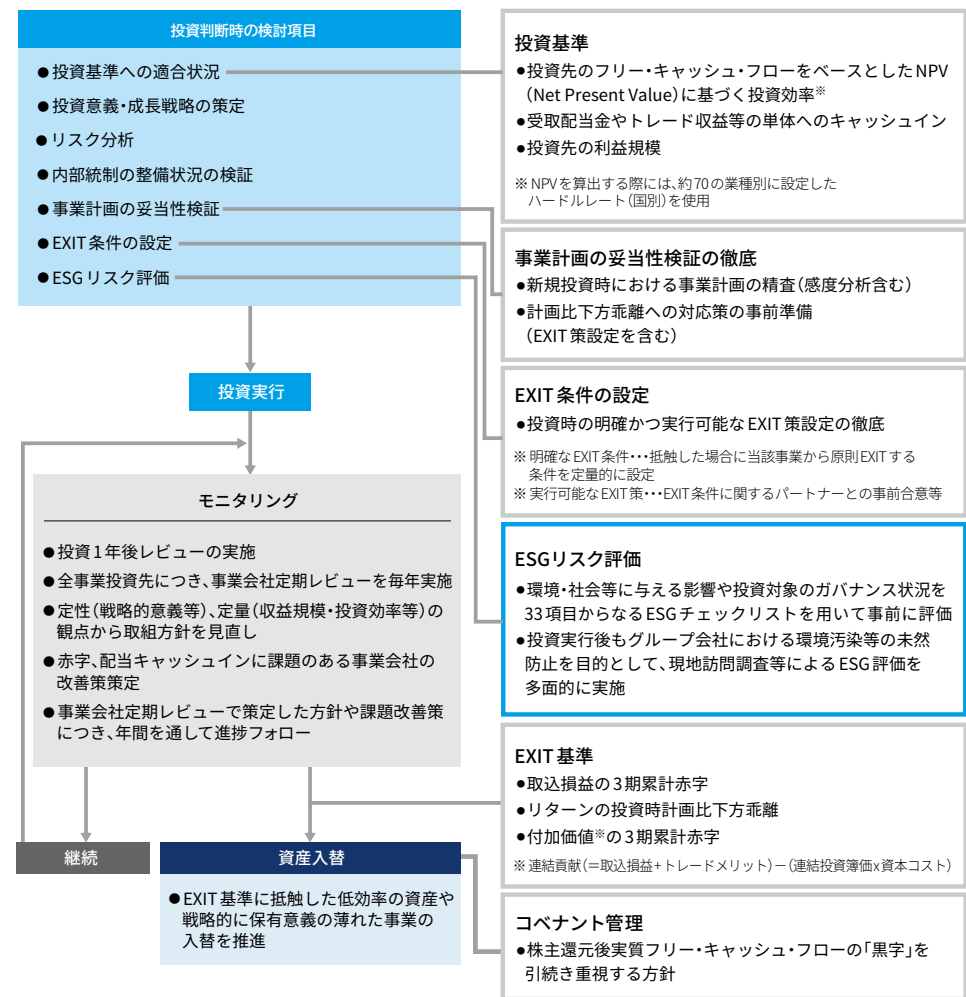 投資判断時の検討項目
●投資基準への適合状況
●投資意義・成長戦略の策定
●リスク分析
●内部統制の整備状況の検証
●事業計画の妥当性検証
●EXIT条件の設定
●ESGリスク評価
投資実行
モニタリング
●投資1年後レビューの実施
●全事業投資先につき、事業会社定期レビューを毎年実施
●定性(戦略的意義等)、定量(収益規模・投資効率等)の
観点から取組方針を見直し
●赤字、配当キャッシュインに課題のある事業会社の
改善策策定
●事業会社定期レビューで策定した方針や課題改善策
につき、年間を通して進捗フォロー
継続
資産入替
●EXIT基準に抵触した低効率の資産や
戦略的に保有意義の薄れた事業の
入替を推進
投資基準
●投資先のフリー・キャッシュ・フローをベースとしたNPV
(Net Present Value)に基づく投資効率※
●受取配当金やトレード収益等の単体へのキャッシュイン
●投資先の利益規模
※NPVを算出する際には、約70の業種別に設定した
ハードルレート(国別)を使用
事業計画の妥当性検証の徹底
●新規投資時における事業計画の精査(感度分析含む)
●計画比下方乖離への対応策の事前準備
(EXIT策設定を含む)
EXIT条件の設定
●投資時の明確かつ実行可能なEXIT策設定の徹底
※明確なEXIT条件・・・抵触した場合に当該事業から原則EXITする
条件を定量的に設定
※実行可能なEXIT策・・・EXIT条件に関するパートナーとの事前合意等
ESGリスク評価
●環境・社会等に与える影響や投資対象のガバナンス状況を
33項目からなるESGチェックリストを用いて事前に評価
●投資実行後もグループ会社における環境汚染等の未然
防止を目的として、現地訪問調査等によるESG評価を
多面的に実施
EXIT基準
●取込損益の3期累計赤字
●リターンの投資時計画比下方乖離
●付加価値※の3期累計赤字
※連結貢献(=取込損益+トレードメリット)-(連結投資簿価x資本コスト)
コベナント管理
●株主還元後実質フリー・キャッシュ・フローの「黒字」を
引続き重視する方針